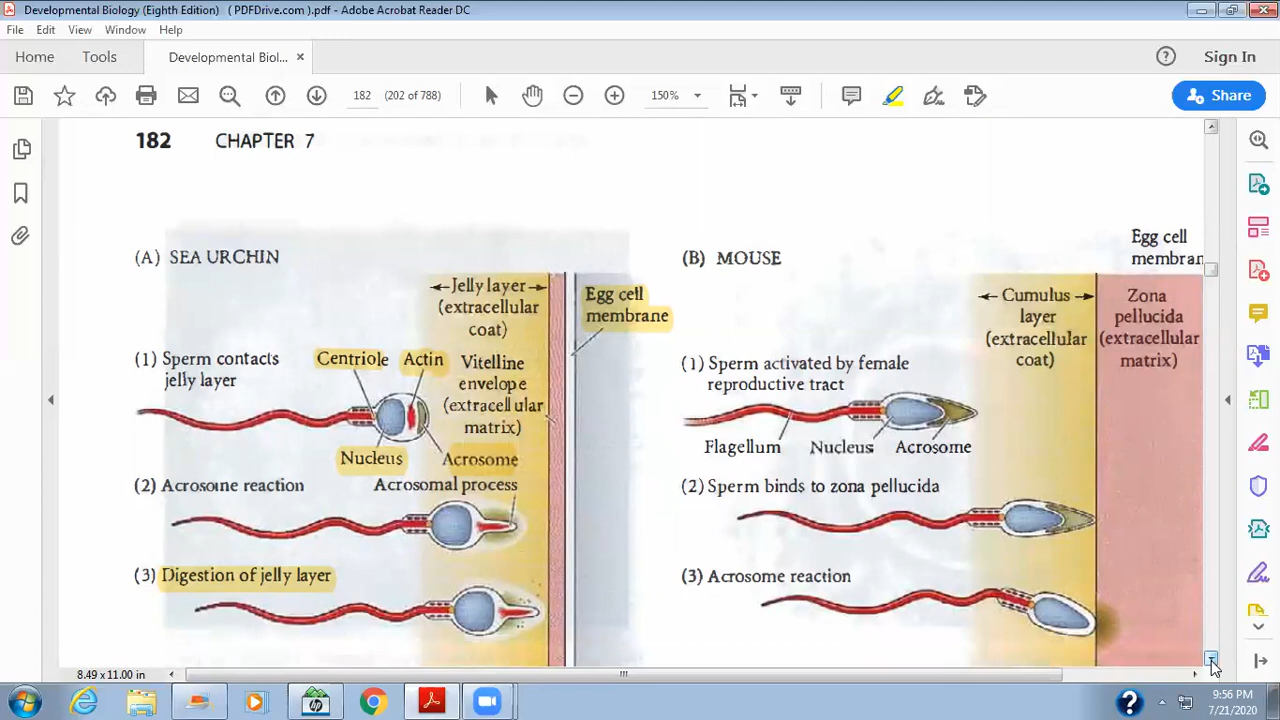 Developmental Biology (Eighth Edition) ( PDFDrive.com ).pdf - Adobe Acrobat Reader DC
File Edit View Window Help
Home Tools Developmental Biol... × ? Sign In
182 (202 of 788) 150% Share
182 CHAPTER 7
(A) SEA URCHIN
Jelly layer
(extracellular
coat)
Egg cell
membrane
(1) Sperm contacts
jelly layer
Centriole Actin
Vitelline
envelope
(extracellular
matrix)
Nucleus Acrosome
(2) Acrosome reaction Acrosomal process
(3) Digestion of jelly layer
(B) MOUSE
Egg cell
membran
Cumulus
layer
(extracellular
coat)
Zona
pellucida
(extracellular
matrix)
(1) Sperm activated by female
reproductive tract
Flagellum Nucleus Acrosome
(2) Sperm binds to zona pellucida
(3) Acrosome reaction
8.49 x 11.00 in
9:56 PM
7/21/2020